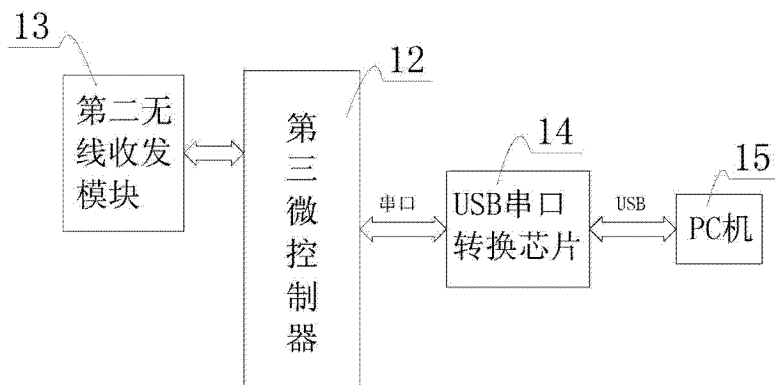 13
第二无
线收发
模块
12
第
三
微
控
制
器
串口
14
USB串口
转换芯片
USB
15
PC机